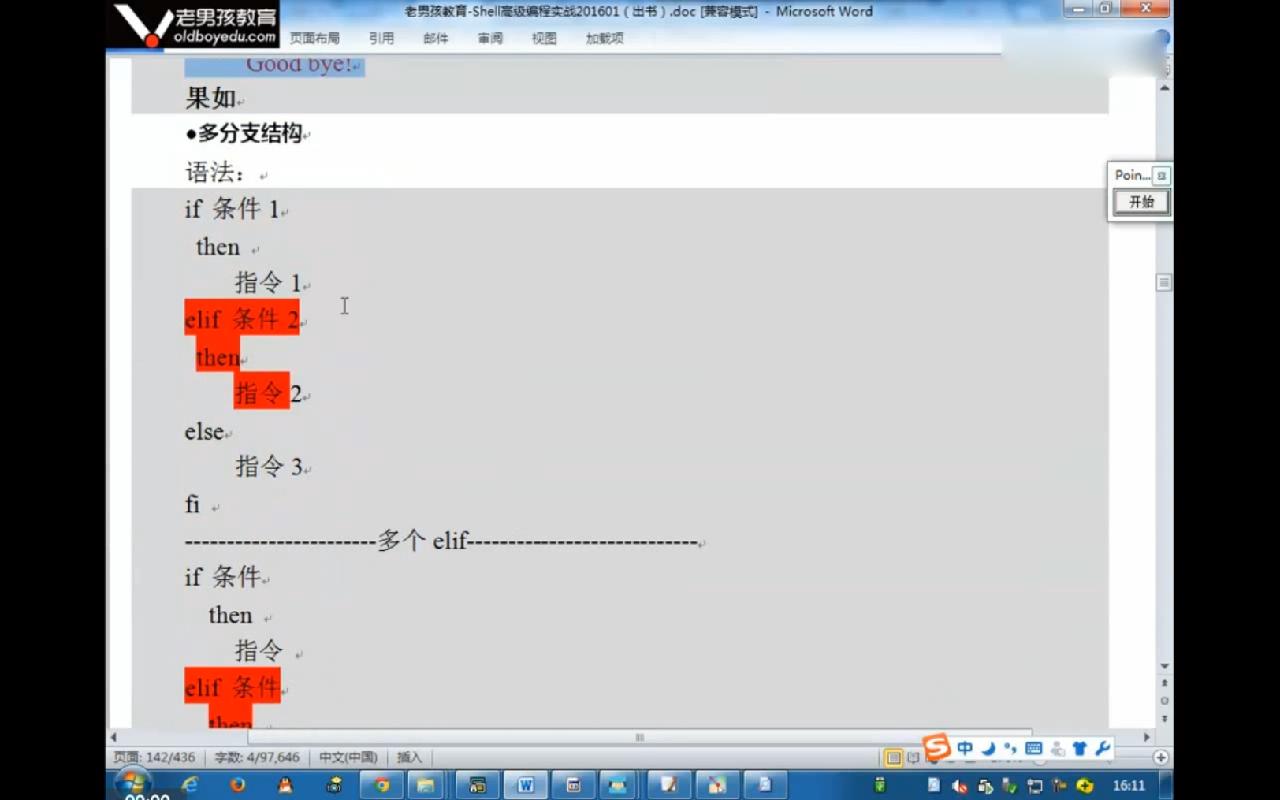 老男孩教育
oldboyedu.com
老男孩教育-Shell高级编程实战201601（出书）.doc [兼容模式] - Microsoft Word
页面布局 引用 邮件 审阅 视图 加载项
Good bye!
果如
●多分支结构
语法：
if 条件 1
then
指令 1
elif 条件 2
then
指令 2
else
指令 3
fi
-----------------------多个 elif---------------------------
if 条件
then
指令
elif 条件
then
Poin...
开始
页面: 142/436 字数: 4/97,646 中文(中国) 插入
中
16:11